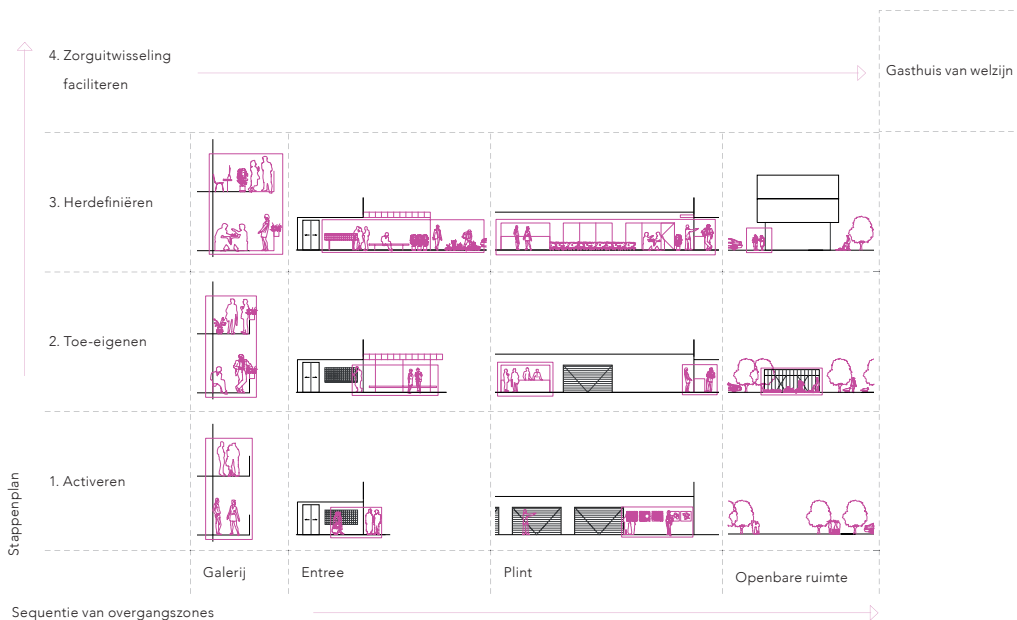 4. Zorguitwisseling
faciliteren
Gasthuis van welzijn
3. Herdefiniëren
2. Toe-eigenen
1. Activeren
Stappenplan
Galerij
Entree
Plint
Openbare ruimte
Sequentie van overgangszones